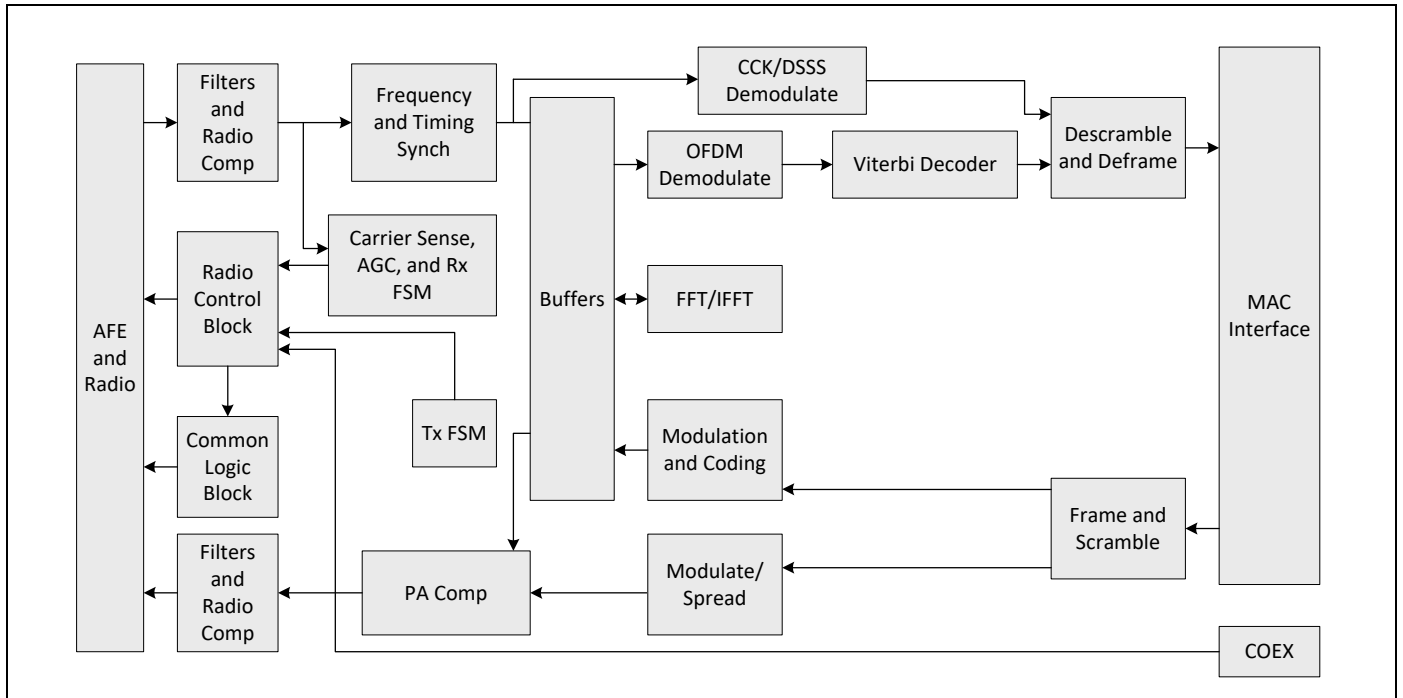 CCK/DSSS
Demodulate
Filters
and
Radio
Comp
Frequency
and Timing
Synch
Descramble
and Deframe
OFDM
Demodulate
Viterbi Decoder
Carrier Sense,
AGC, and Rx
FSM
Radio
Control
Block
Buffers
FFT/IFFT
MAC
Interface
AFE
and
Radio
Tx FSM
Modulation
and Coding
Common
Logic
Block
Frame and
Scramble
Filters
and
Radio
Comp
PA Comp
Modulate/
Spread
COEX